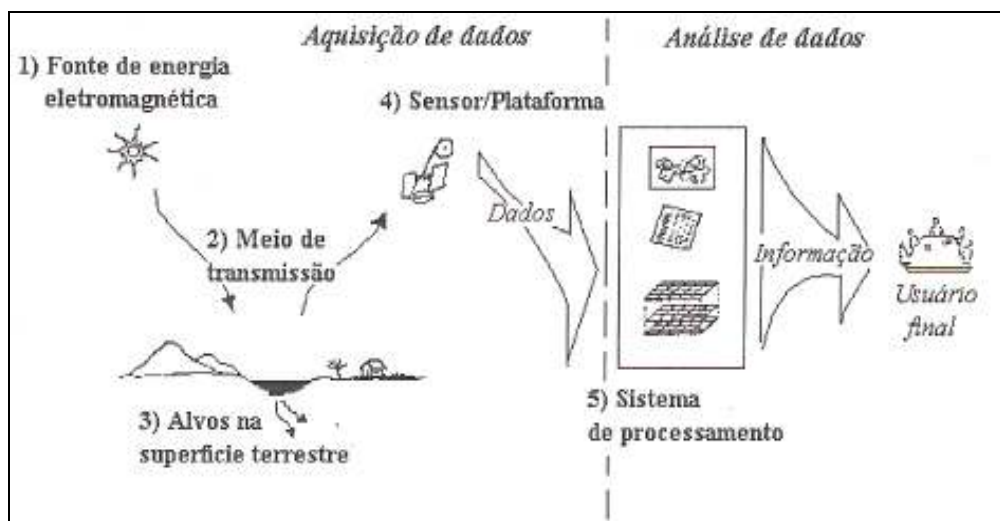 Aquisição de dados
Análise de dados
1) Fonte de energia
eletromagnética
4) Sensor/Plataforma
2) Meio de
transmissão
Dados
Informação
Usuário
final
3) Alvos na
superfície terrestre
5) Sistema
de processamento